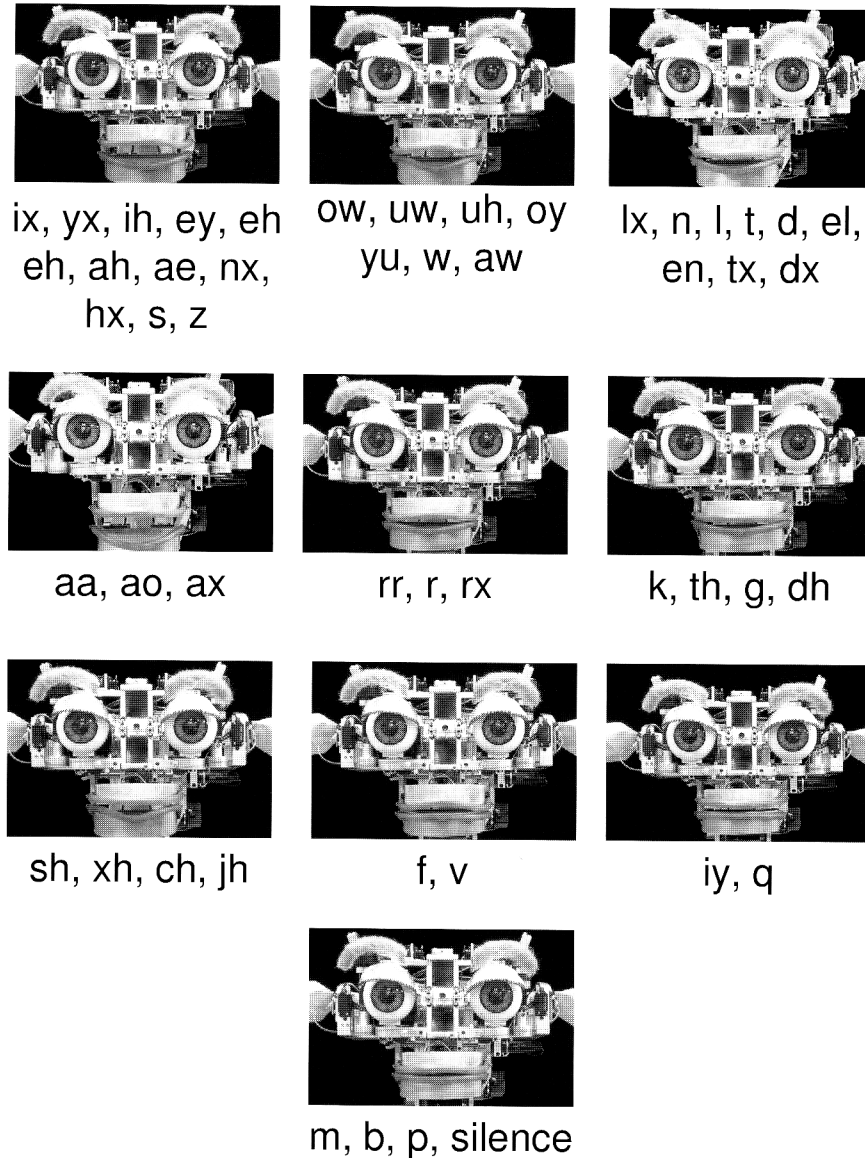 ix, yx, ih, ey, eh
eh, ah, ae, nx,
hx, s, z
ow, uw, uh, oy
yu, w, aw
lx, n, l, t, d, el,
en, tx, dx
aa, ao, ax
rr, r, rx
k, th, g, dh
sh, xh, ch, jh
f, v
iy, q
m, b, p, silence